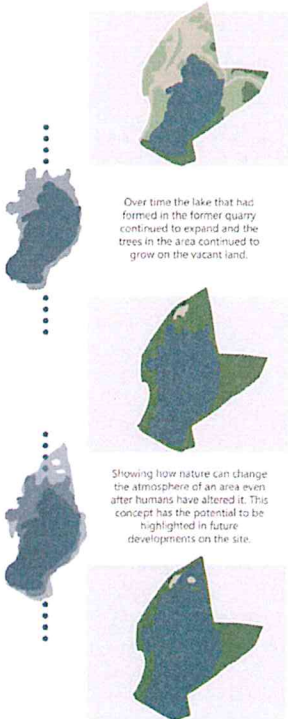 Over time the lake that had
formed in the former quarry
continued to expand and the
trees in the area continued to
grow on the vacant land.
Showing how nature can change
the atmosphere of an area even
after humans have altered it. This
concept has the potential to be
highlighted in future
developments on the site.